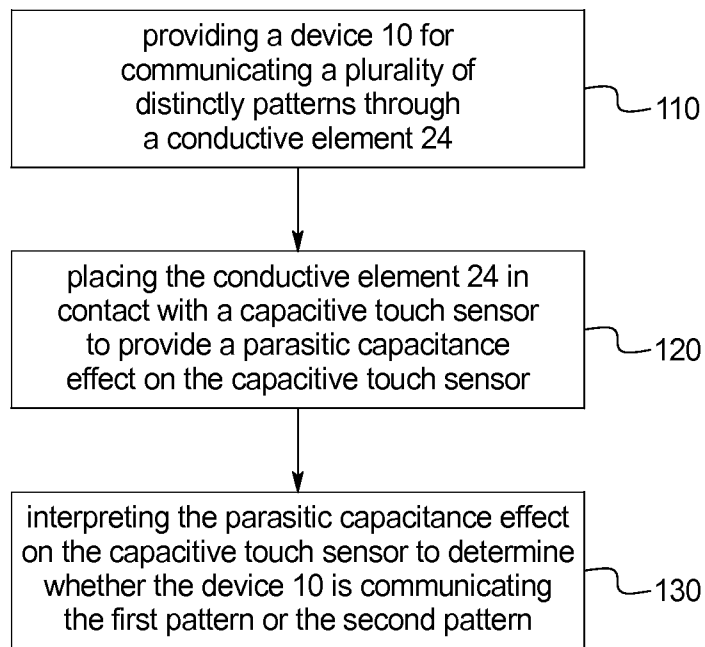 providing a device 10 for
communicating a plurality of
distinctly patterns through
a conductive element 24
110
placing the conductive element 24 in
contact with a capacitive touch sensor
to provide a parasitic capacitance
effect on the capacitive touch sensor
120
interpreting the parasitic capacitance effect
on the capacitive touch sensor to determine
whether the device 10 is communicating
the first pattern or the second pattern
130